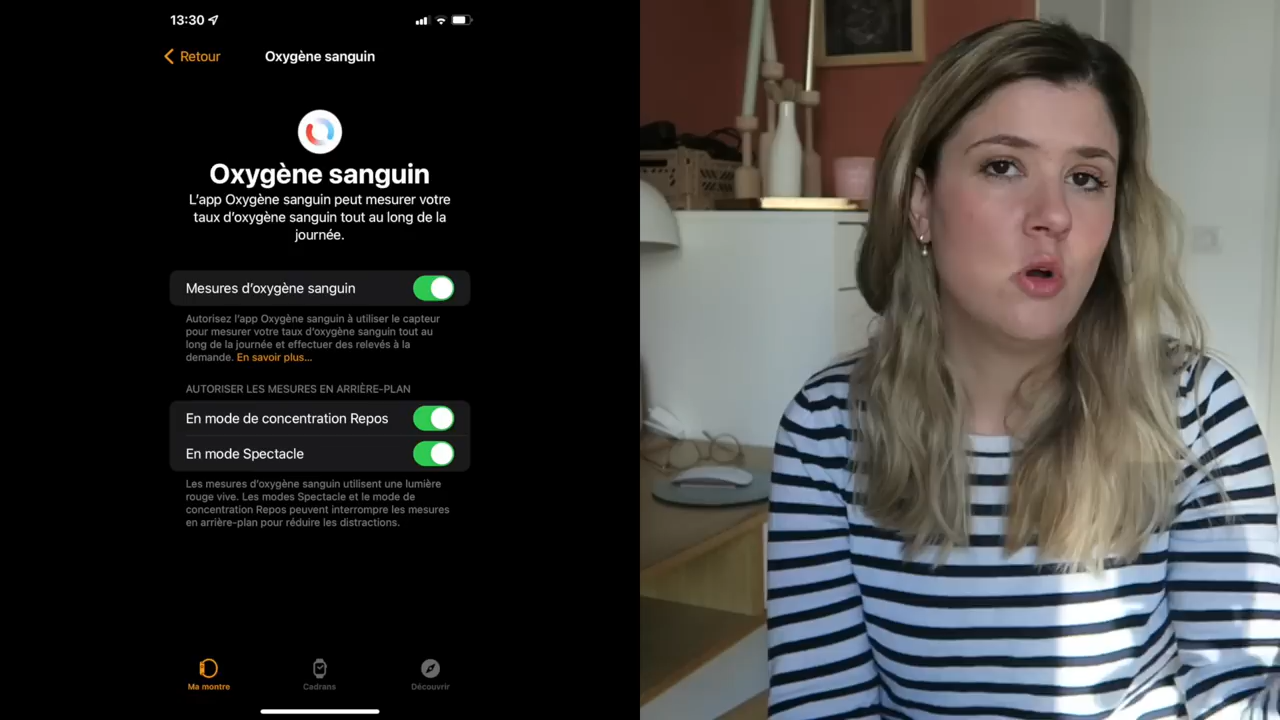 13:30
Retour
Oxygène sanguin
Oxygène sanguin
L'app Oxygène sanguin peut mesurer votre
taux d'oxygène sanguin tout au long de la
journée.
Mesures d'oxygène sanguin
Autorisez l'app Oxygène sanguin à utiliser le capteur
pour mesurer votre taux d'oxygène sanguin tout au
long de la journée et effectuer des relevés à la
demande. En savoir plus...
AUTORISER LES MESURES EN ARRIÈRE-PLAN
En mode de concentration Repos
En mode Spectacle
Les mesures d'oxygène sanguin utilisent une lumière
rouge vive. Les modes Spectacle et le mode de
concentration Repos peuvent interrompre les mesures
en arrière-plan pour réduire les distractions.
Ma montre
Cadrans
Découvrir